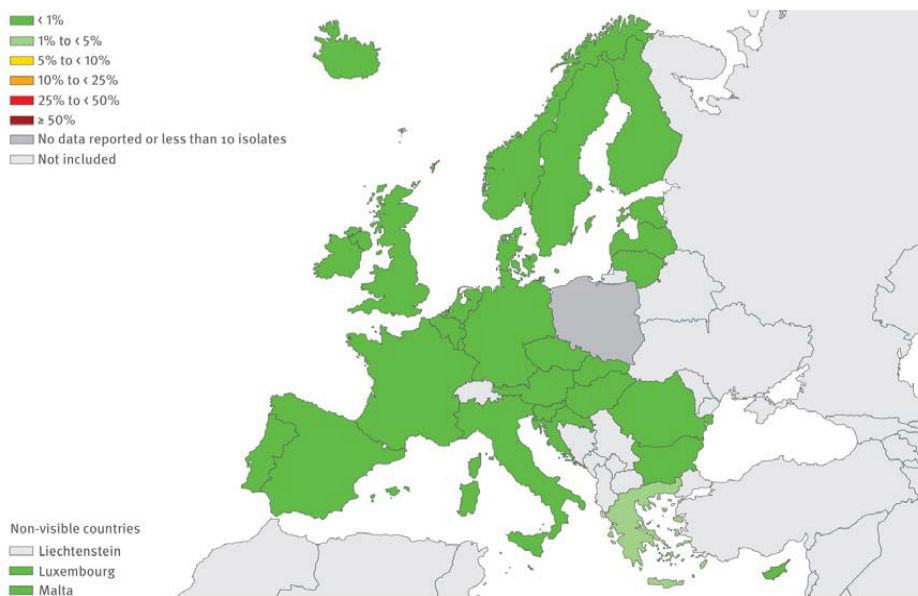 < 1%
1% to < 5%
5% to < 10%
10% to < 25%
25% to < 50%
≥ 50%
No data reported or less than 10 isolates
Not included
Non-visible countries
Liechtenstein
Luxembourg
Malta